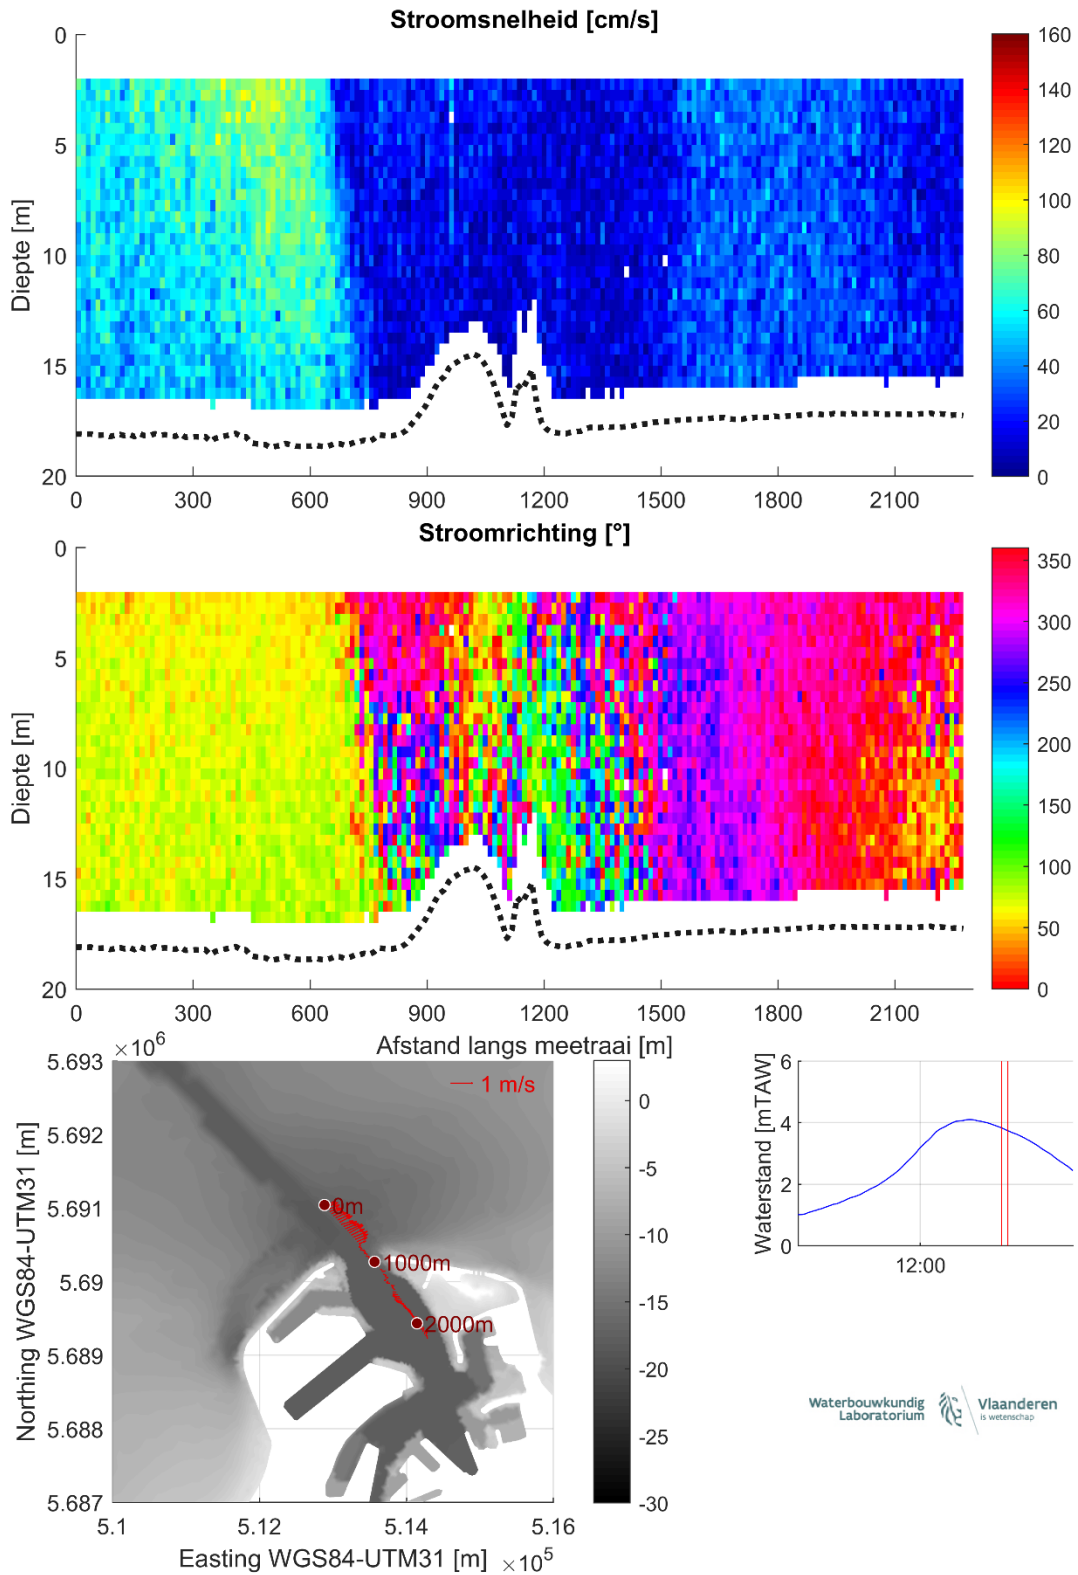 Stroomsnelheid [cm/s]
0
5
10
15
20
Diepte [m]
0 300 600 900 1200 1500 1800 2100
160
140
120
100
80
60
40
20
0
Stroomrichting [°]
0
5
10
15
20
Diepte [m]
0 300 600 900 1200 1500 1800 2100
350
300
250
200
150
100
50
0
Afstand langs meetraai [m]
×10⁶
5.693
5.692
5.691
5.69
5.689
5.688
5.687
Northing WGS84-UTM31 [m]
1 m/s
0m
1000m
2000m
5.1 5.12 5.14 5.16
Easting WGS84-UTM31 [m] ×10⁵
0
-5
-10
-15
-20
-25
-30
Waterstand [mTAW]
6
4
2
0
12:00
Waterbouwkundig
Laboratorium
Vlaanderen
is wetenschap